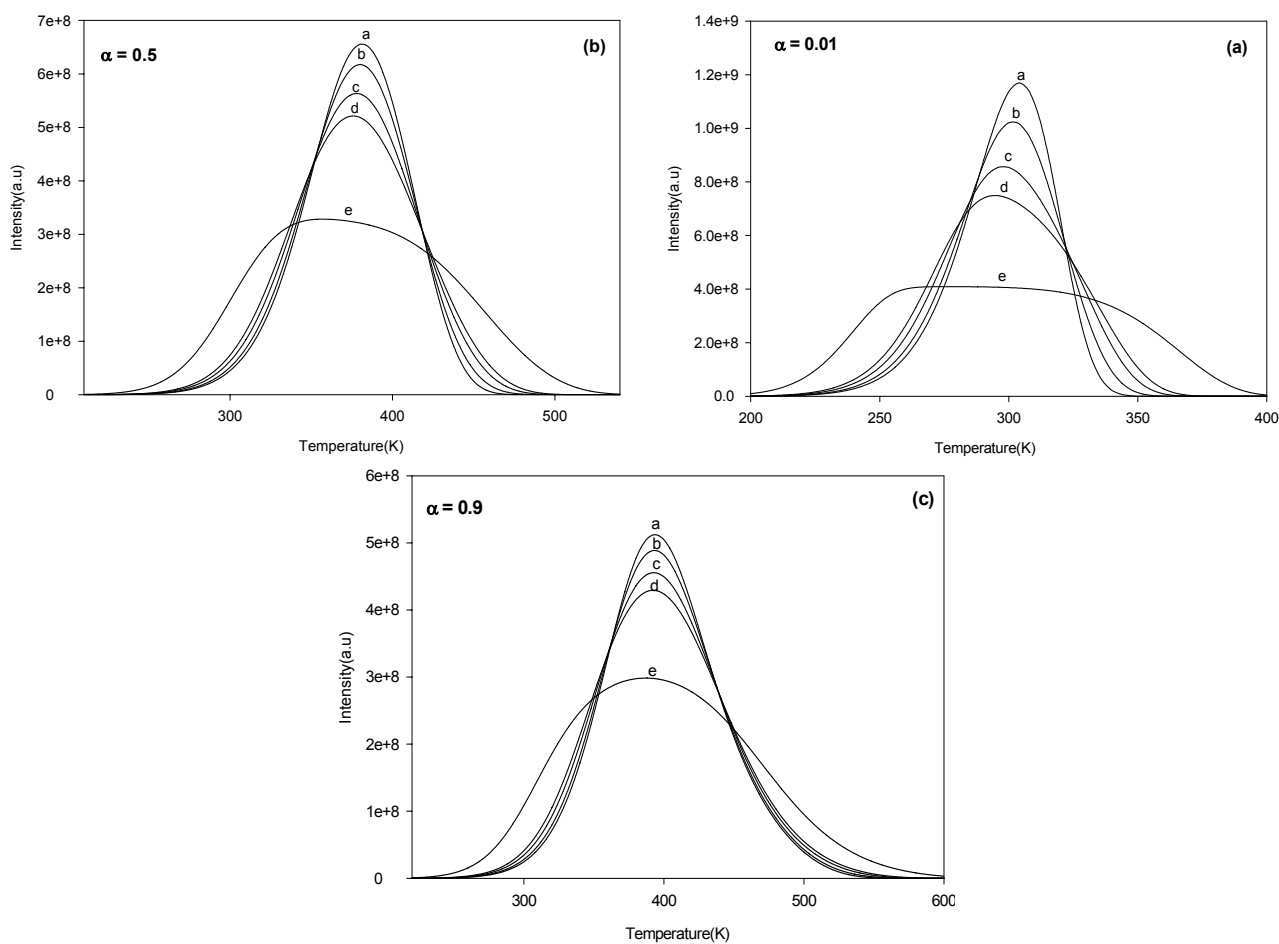 α = 0.5
(b)
7e+8
6e+8
5e+8
4e+8
3e+8
2e+8
1e+8
0
Intensity(a.u)
a
b
c
d
e
300
400
500
Temperature(K)
α = 0.01
(a)
1.4e+9
1.2e+9
1.0e+9
8.0e+8
6.0e+8
4.0e+8
2.0e+8
0.0
Intensity(a.u)
a
b
c
d
e
200
250
300
350
400
Temperature(K)
α = 0.9
(c)
6e+8
5e+8
4e+8
3e+8
2e+8
1e+8
0
Intensity(a.u)
a
b
c
d
e
300
400
500
600
Temperature(K)